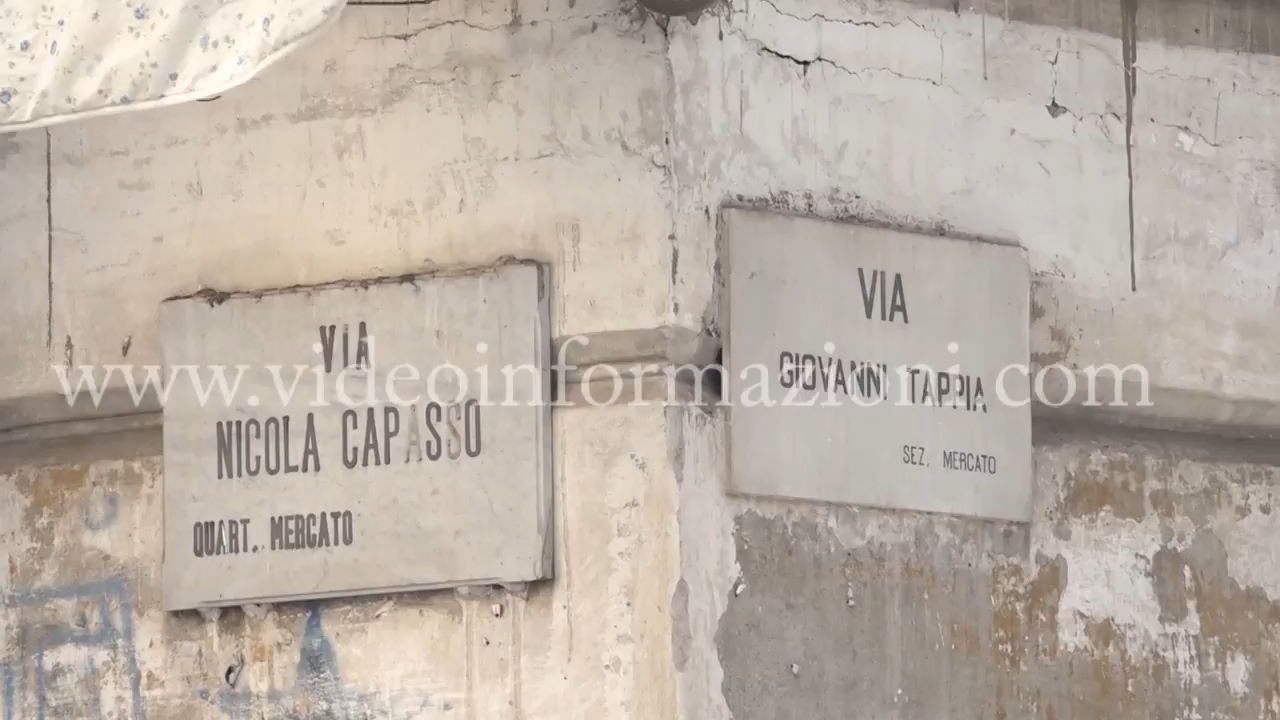 VIA
NICOLA CAPASSO
QUART. MERCATO
VIA
GIOVANNI TAPPIA
SEZ. MERCATO
www.videoinformazioni.com